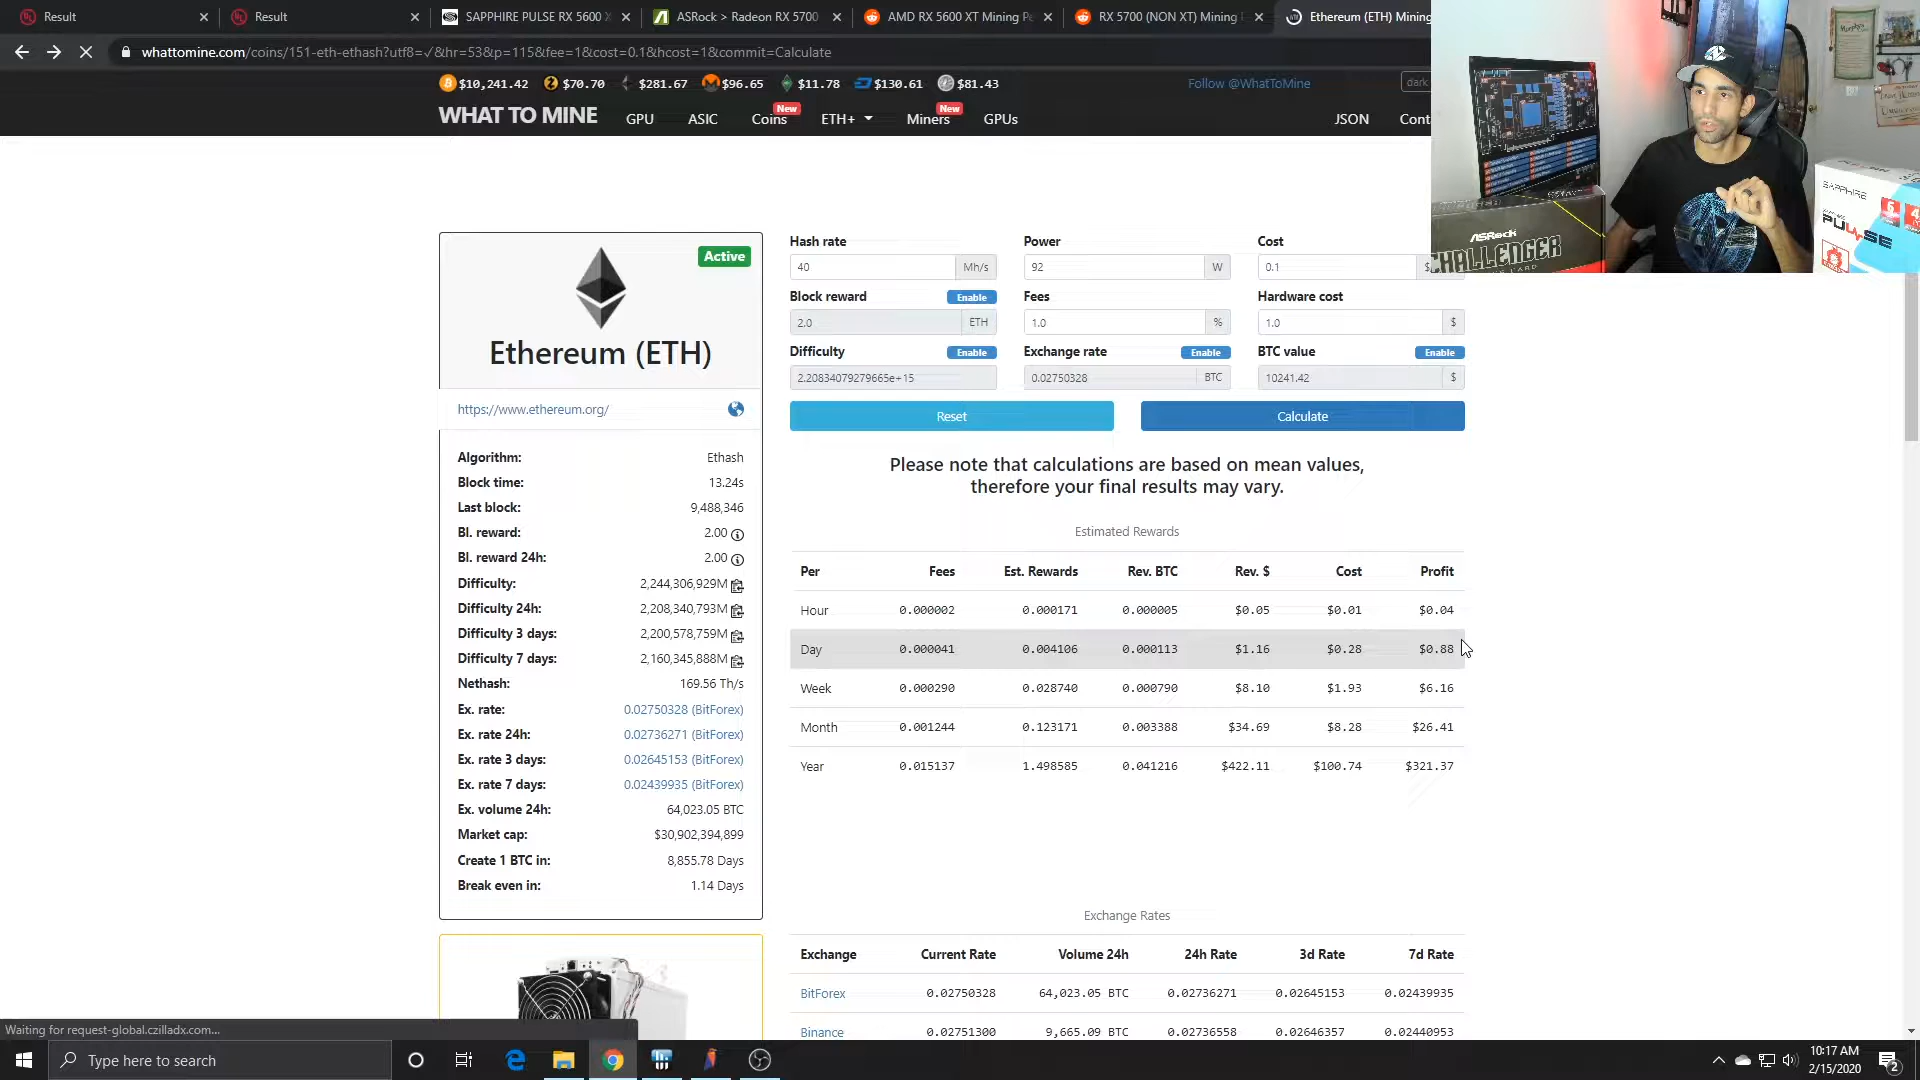 Result
Result
SAPPHIRE PULSE RX 5600 X
ASRock > Radeon RX 5700
AMD RX 5600 XT Mining Pe
RX 5700 (NON XT) Mining
Ethereum (ETH) Mining
whattomine.com/coins/151-eth-ethash?utf8=✓&hr=53&p=115&fee=1&cost=0.1&hcost=1&commit=Calculate
$10,241.42 $70.70 $281.67 $96.65 $11.78 $130.61 $81.43
Follow @WhatToMine
dark
WHAT TO MINE
GPU
ASIC
Coins
New
ETH+
Miners
New
GPUs
JSON
Cont
Active
Ethereum (ETH)
https://www.ethereum.org/
Algorithm: Ethash
Block time: 13.24s
Last block: 9,488,346
Bl. reward: 2.00
Bl. reward 24h: 2.00
Difficulty: 2,244,306,929M
Difficulty 24h: 2,208,340,793M
Difficulty 3 days: 2,200,578,759M
Difficulty 7 days: 2,160,345,888M
Nethash: 169.56 Th/s
Ex. rate: 0.02750328 (BitForex)
Ex. rate 24h: 0.02736271 (BitForex)
Ex. rate 3 days: 0.02645153 (BitForex)
Ex. rate 7 days: 0.02439935 (BitForex)
Ex. volume 24h: 64,023.05 BTC
Market cap: $30,902,394,899
Create 1 BTC in: 8,855.78 Days
Break even in: 1.14 Days
Hash rate
40 Mh/s
Power
92 W
Cost
0.1 $
Block reward Enable
2.0 ETH
Fees
1.0 %
Hardware cost
1.0 $
Difficulty Enable
2.20834079279665e+15
Exchange rate Enable
0.02750328 BTC
BTC value Enable
10241.42 $
Reset
Calculate
Please note that calculations are based on mean values,
therefore your final results may vary.
Estimated Rewards
Per Fees Est. Rewards Rev. BTC Rev. $ Cost Profit
Hour 0.000002 0.000171 0.000005 $0.05 $0.01 $0.04
Day 0.000041 0.004106 0.000113 $1.16 $0.28 $0.88
Week 0.000290 0.028740 0.000790 $8.10 $1.93 $6.16
Month 0.001244 0.123171 0.003388 $34.69 $8.28 $26.41
Year 0.015137 1.498585 0.041216 $422.11 $100.74 $321.37
Exchange Rates
Exchange Current Rate Volume 24h 24h Rate 3d Rate 7d Rate
BitForex 0.02750328 64,023.05 BTC 0.02736271 0.02645153 0.02439935
Binance 0.02751300 9,665.09 BTC 0.02736558 0.02646357 0.02440953
ASRock
CHALLENGER
SAPPHIRE
PULSE
6
Waiting for request-global.czilladx.com...
Type here to search
10:17 AM
2/15/2020
2